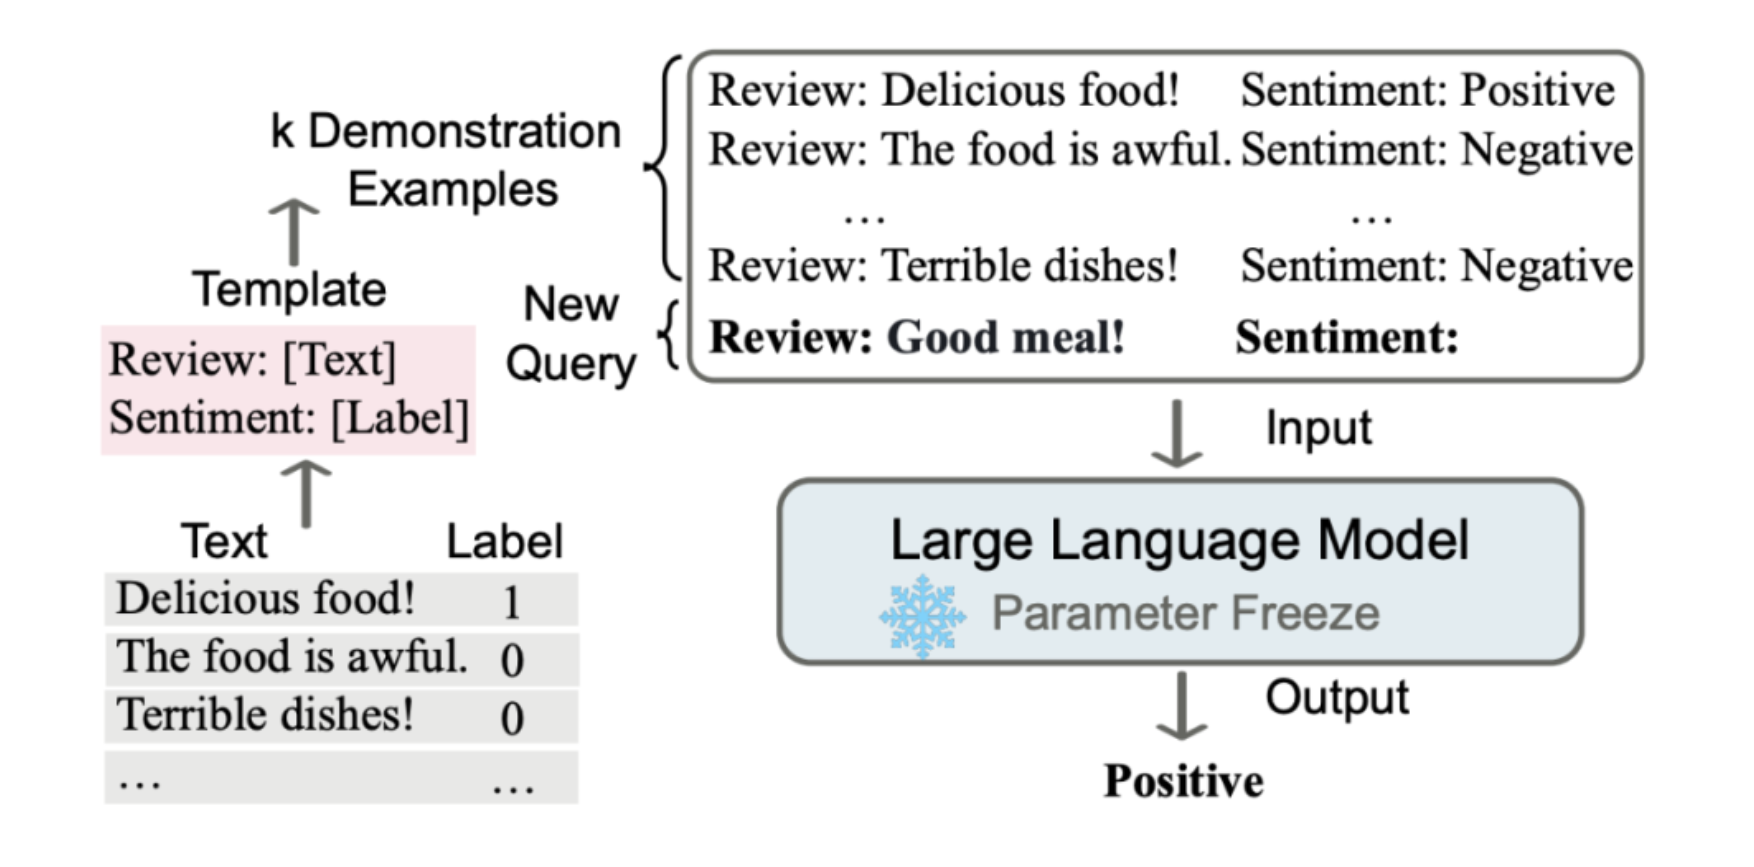 k Demonstration
Examples
Template
Review: [Text]
Sentiment: [Label]
Text Label
Delicious food! 1
The food is awful. 0
Terrible dishes! 0
… …
New
Query
Review: Delicious food! Sentiment: Positive
Review: The food is awful. Sentiment: Negative
… …
Review: Terrible dishes! Sentiment: Negative
Review: Good meal! Sentiment:
Input
Large Language Model
Parameter Freeze
Output
Positive